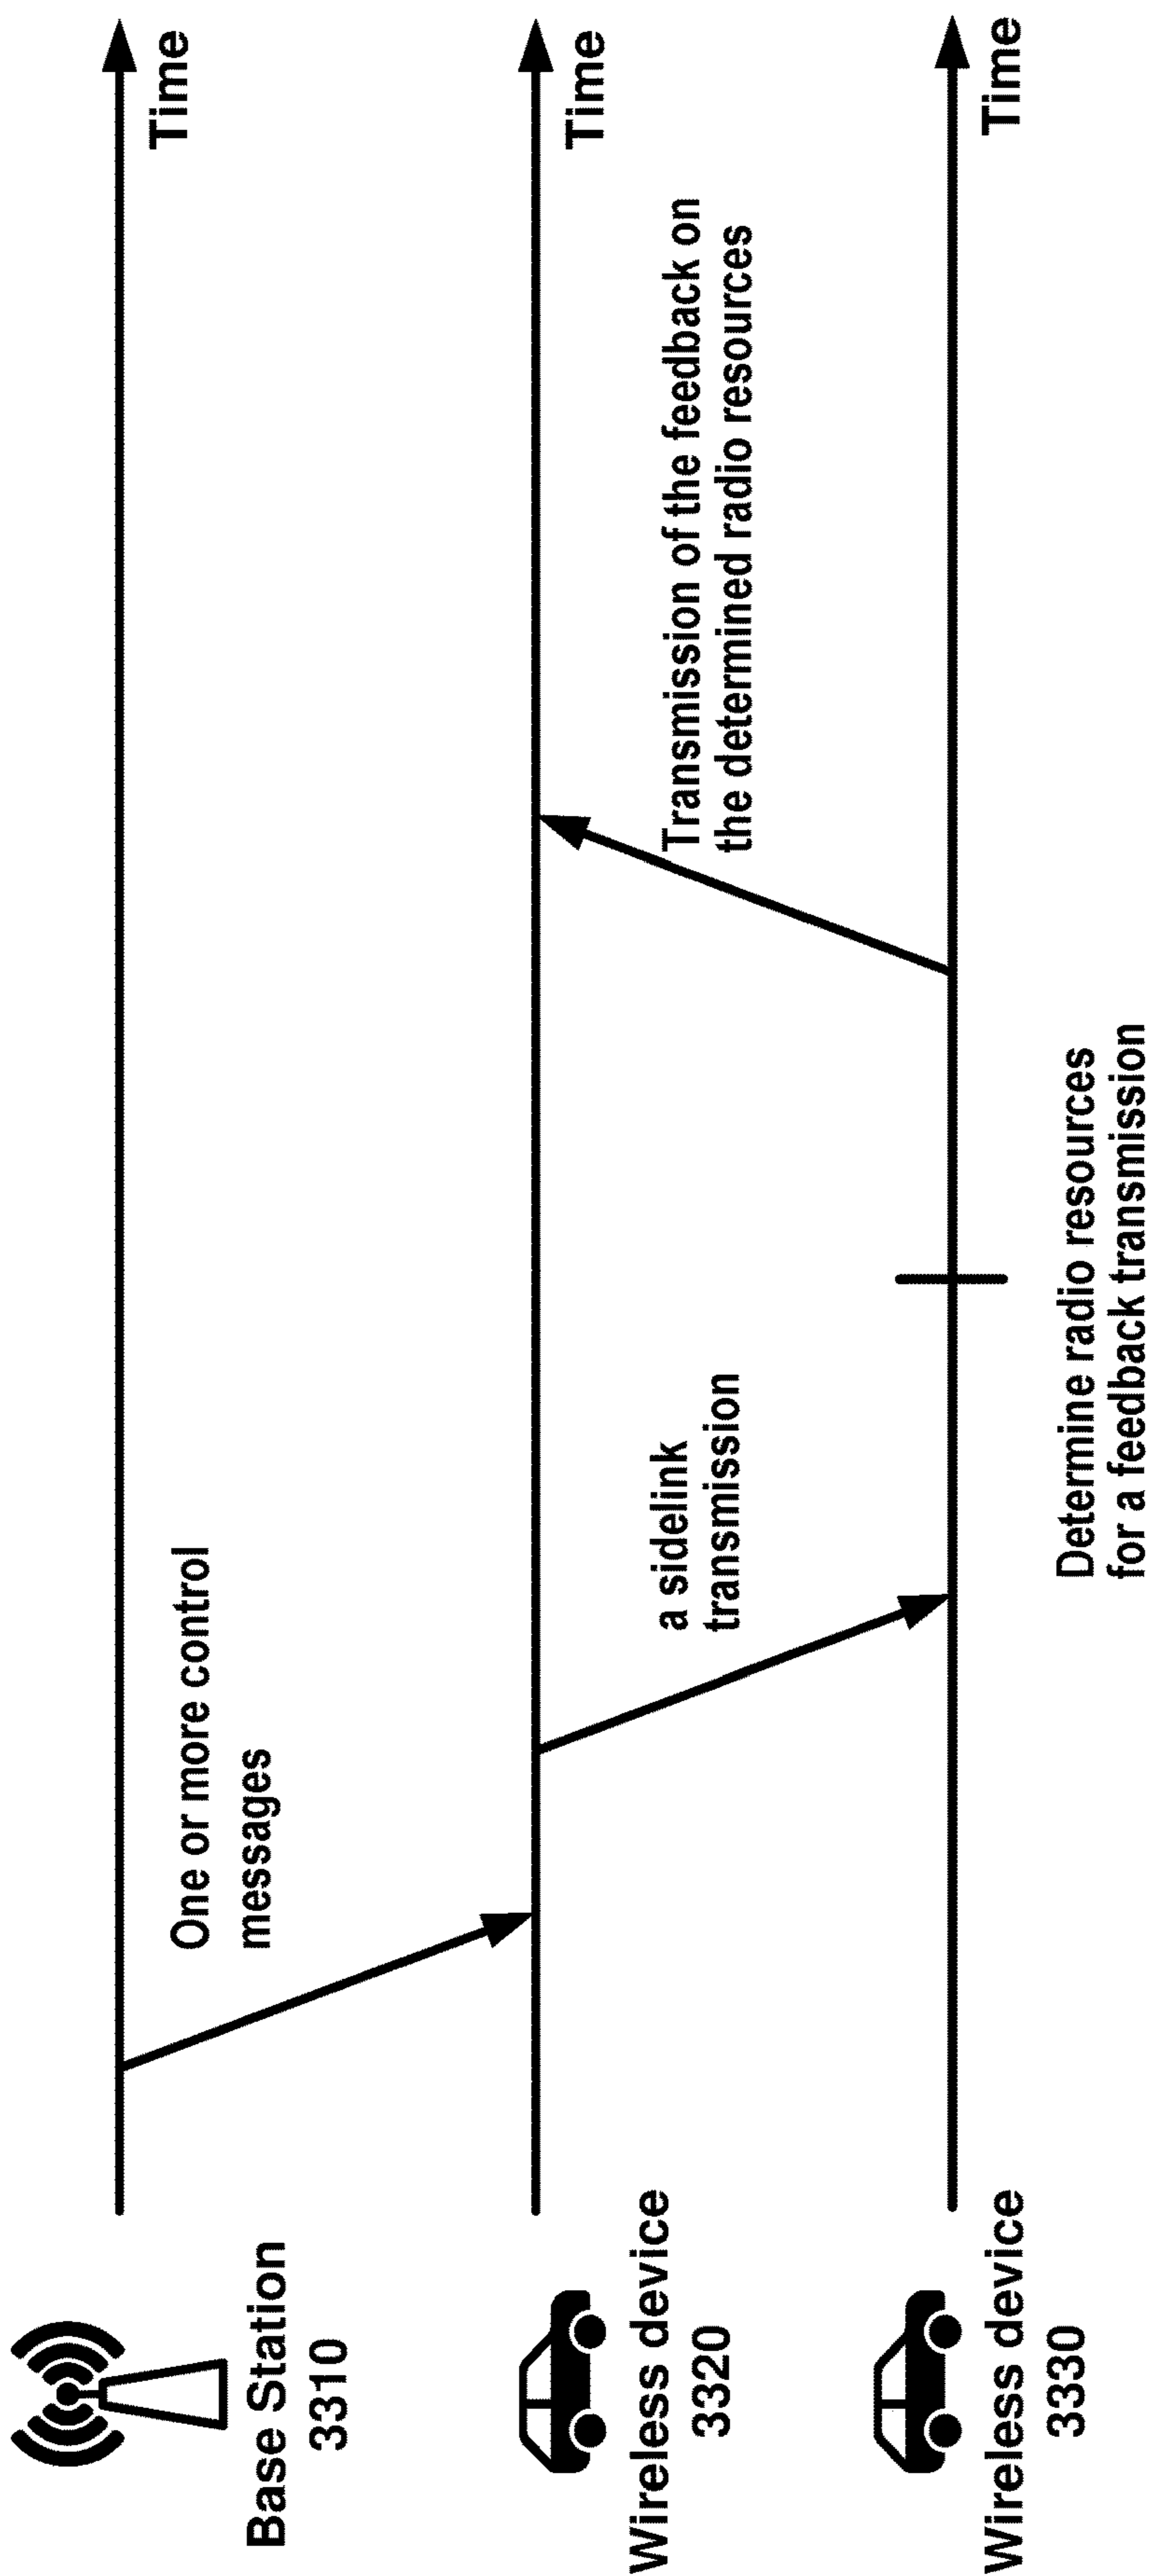 Base Station
3310
One or more control
messages
Time
Wireless device
3320
a sidelink
transmission
Transmission of the feedback on
the determined radio resources
Time
Wireless device
3330
Determine radio resources
for a feedback transmission
Time